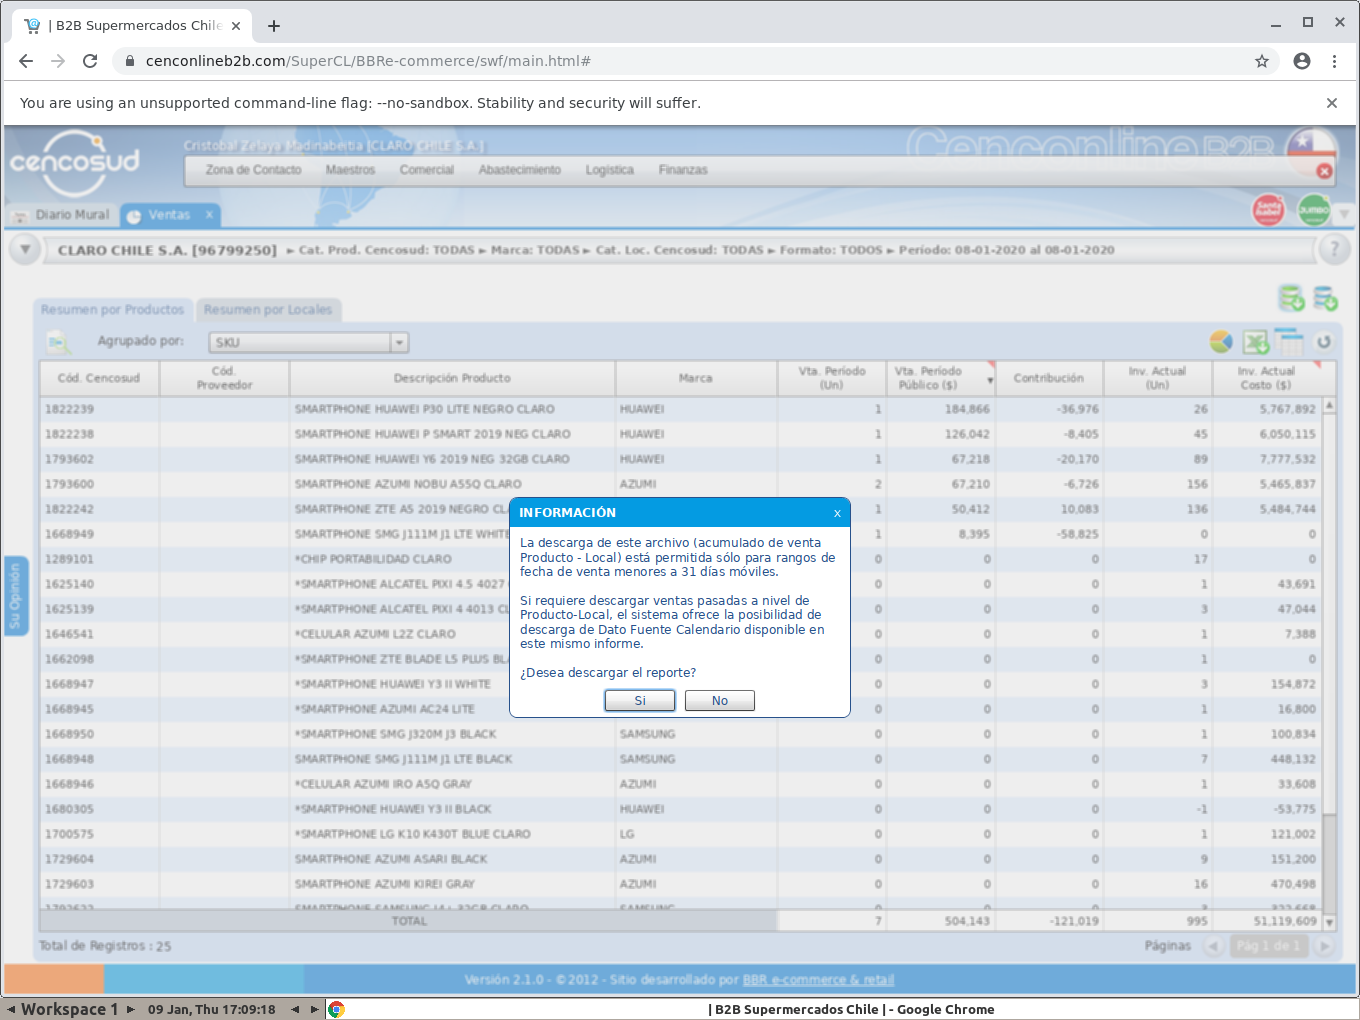 | B2B Supermercados Chile
cenconlineb2b.com/SuperCL/BBRe-commerce/swf/main.html#
You are using an unsupported command-line flag: --no-sandbox. Stability and security will suffer.
cencosud
Cristobal Zelaya Madinabeitia [CLARO CHILE S.A.]
Cenconline B2B
Zona de Contacto Maestros Comercial Abastecimiento Logística Finanzas
Diario Mural Ventas x
Santa Isabel JUMBO
CLARO CHILE S.A. [96799250] ► Cat. Prod. Cencosud: TODAS ► Marca: TODAS ► Cat. Loc. Cencosud: TODAS ► Formato: TODOS ► Período: 08-01-2020 al 08-01-2020
?
Resumen por Productos Resumen por Locales
Agrupado por: SKU
Cód. Cencosud Cód. Proveedor Descripción Producto Marca Vta. Período (Un) Vta. Período Público ($) Contribución Inv. Actual (Un) Inv. Actual Costo ($)
1822239 SMARTPHONE HUAWEI P30 LITE NEGRO CLARO HUAWEI 1 184,866 -36,976 26 5,767,892
1822238 SMARTPHONE HUAWEI P SMART 2019 NEG CLARO HUAWEI 1 126,042 -8,405 45 6,050,115
1793602 SMARTPHONE HUAWEI Y6 2019 NEG 32GB CLARO HUAWEI 1 67,218 -20,170 89 7,777,532
1793600 SMARTPHONE AZUMI NOBU A55Q CLARO AZUMI 2 67,210 -6,726 156 5,465,837
1822242 SMARTPHONE ZTE A5 2019 NEGRO CL 1 50,412 10,083 136 5,484,744
1668949 SMARTPHONE SMG J111M J1 LTE WHITE 1 8,395 -58,825 0 0
1289101 *CHIP PORTABILIDAD CLARO 0 0 0 17 0
1625140 *SMARTPHONE ALCATEL PIXI 4.5 4027 0 0 0 1 43,691
1625139 *SMARTPHONE ALCATEL PIXI 4 4013 CL 0 0 0 3 47,044
1646541 *CELULAR AZUMI L2Z CLARO 0 0 0 1 7,388
1662098 *SMARTPHONE ZTE BLADE L5 PLUS BL 0 0 0 1 0
1668947 *SMARTPHONE HUAWEI Y3 II WHITE 0 0 0 3 154,872
1668945 *SMARTPHONE AZUMI AC24 LITE 0 0 0 1 16,800
1668950 *SMARTPHONE SMG J320M J3 BLACK SAMSUNG 0 0 0 1 100,834
1668948 SMARTPHONE SMG J111M J1 LTE BLACK SAMSUNG 0 0 0 7 448,132
1668946 *CELULAR AZUMI IRO A5Q GRAY AZUMI 0 0 0 1 33,608
1680305 *SMARTPHONE HUAWEI Y3 II BLACK HUAWEI 0 0 0 -1 -53,775
1700575 *SMARTPHONE LG K10 K430T BLUE CLARO LG 0 0 0 1 121,002
1729604 SMARTPHONE AZUMI ASARI BLACK AZUMI 0 0 0 9 151,200
1729603 SMARTPHONE AZUMI KIREI GRAY AZUMI 0 0 0 16 470,498
TOTAL 7 504,143 -121,019 995 51,119,609
Total de Registros : 25 Páginas Pág 1 de 1
Su Opinión
INFORMACIÓN x
La descarga de este archivo (acumulado de venta
Producto - Local) está permitida sólo para rangos de
fecha de venta menores a 31 días móviles.
Si requiere descargar ventas pasadas a nivel de
Producto-Local, el sistema ofrece la posibilidad de
descarga de Dato Fuente Calendario disponible en
este mismo informe.
¿Desea descargar el reporte?
Si No
Versión 2.1.0 - © 2012 - Sitio desarrollado por BBR e-commerce & retail
Workspace 1 09 Jan, Thu 17:09:18 | B2B Supermercados Chile | - Google Chrome